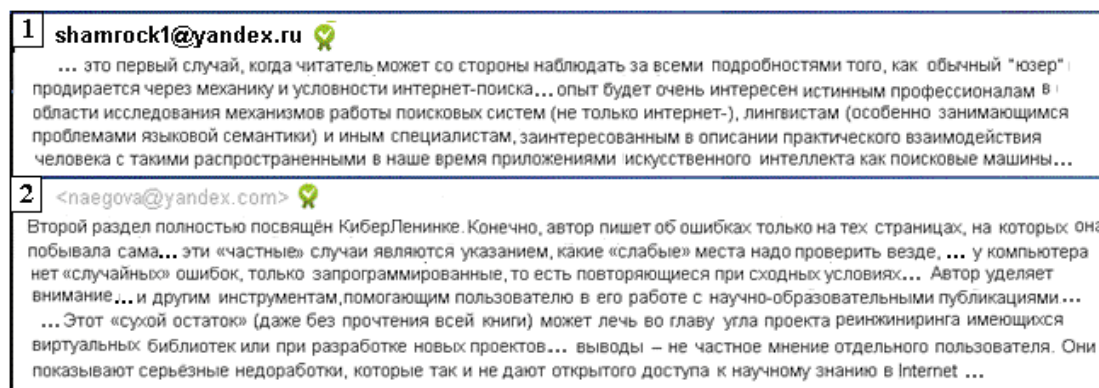 1 shamrock1@yandex.ru
... это первый случай, когда читатель может со стороны наблюдать за всеми подробностями того, как обычный "юзер"
продирается через механику и условности интернет-поиска... опыт будет очень интересен истинным профессионалам в
области исследования механизмов работы поисковых систем (не только интернет-), лингвистам (особенно занимающимся
проблемами языковой семантики) и иным специалистам, заинтересованным в описании практического взаимодействия
человека с такими распространенными в наше время приложениями искусственного интеллекта как поисковые машины...
2 <naegova@yandex.com>
Второй раздел полностью посвящён КиберЛенинке. Конечно, автор пишет об ошибках только на тех страницах, на которых она
побывала сама... эти «частные» случаи являются указанием, какие «слабые» места надо проверить везде, ... у компьютера
нет «случайных» ошибок, только запрограммированные, то есть повторяющиеся при сходных условиях... Автор уделяет
внимание... и другим инструментам, помогающим пользователю в его работе с научно-образовательными публикациями...
... Этот «сухой остаток» (даже без прочтения всей книги) может лечь во главу угла проекта реинжиниринга имеющихся
виртуальных библиотек или при разработке новых проектов... выводы – не частное мнение отдельного пользователя. Они
показывают серьёзные недоработки, которые так и не дают открытого доступа к научному знанию в Internet ...